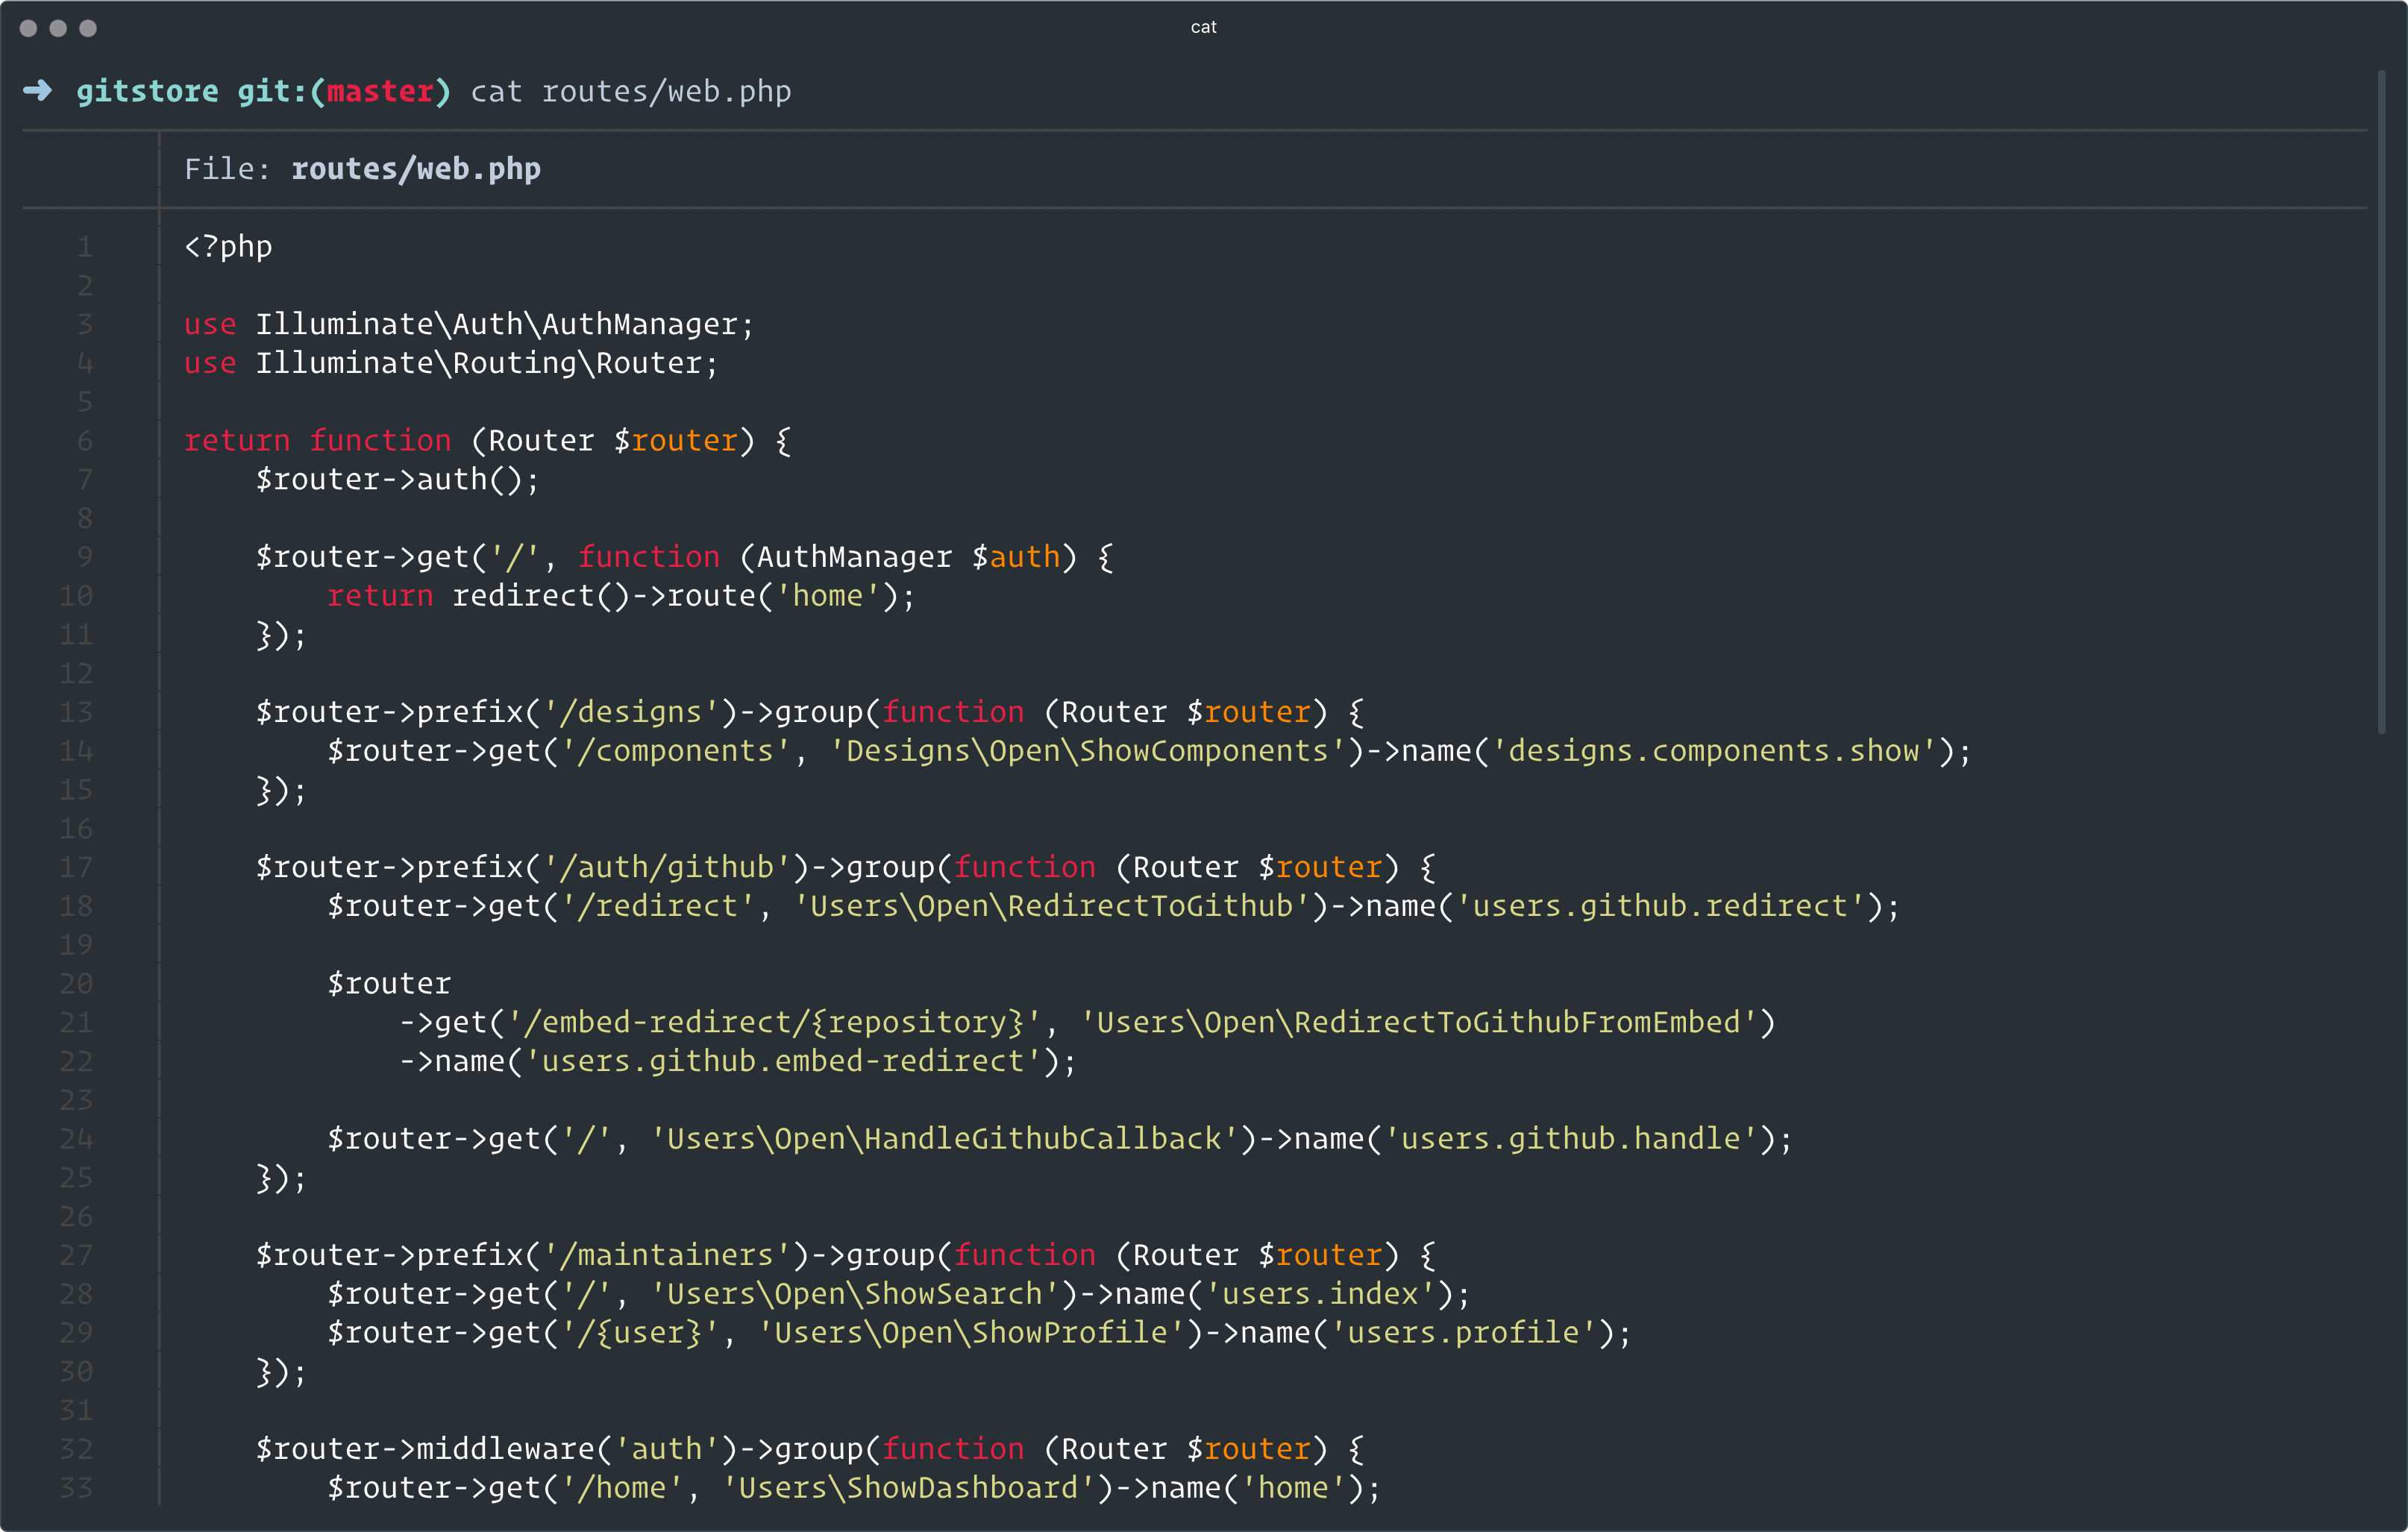 cat
➜ gitstore git:(master) cat routes/web.php
File: routes/web.php
1 <?php
2
3 use Illuminate\Auth\AuthManager;
4 use Illuminate\Routing\Router;
5
6 return function (Router $router) {
7     $router->auth();
8
9     $router->get('/', function (AuthManager $auth) {
10         return redirect()->route('home');
11     });
12
13     $router->prefix('/designs')->group(function (Router $router) {
14         $router->get('/components', 'Designs\Open\ShowComponents')->name('designs.components.show');
15     });
16
17     $router->prefix('/auth/github')->group(function (Router $router) {
18         $router->get('/redirect', 'Users\Open\RedirectToGithub')->name('users.github.redirect');
19
20         $router
21             ->get('/embed-redirect/{repository}', 'Users\Open\RedirectToGithubFromEmbed')
22             ->name('users.github.embed-redirect');
23
24         $router->get('/', 'Users\Open\HandleGithubCallback')->name('users.github.handle');
25     });
26
27     $router->prefix('/maintainers')->group(function (Router $router) {
28         $router->get('/', 'Users\Open\ShowSearch')->name('users.index');
29         $router->get('/{user}', 'Users\Open\ShowProfile')->name('users.profile');
30     });
31
32     $router->middleware('auth')->group(function (Router $router) {
33         $router->get('/home', 'Users\ShowDashboard')->name('home');